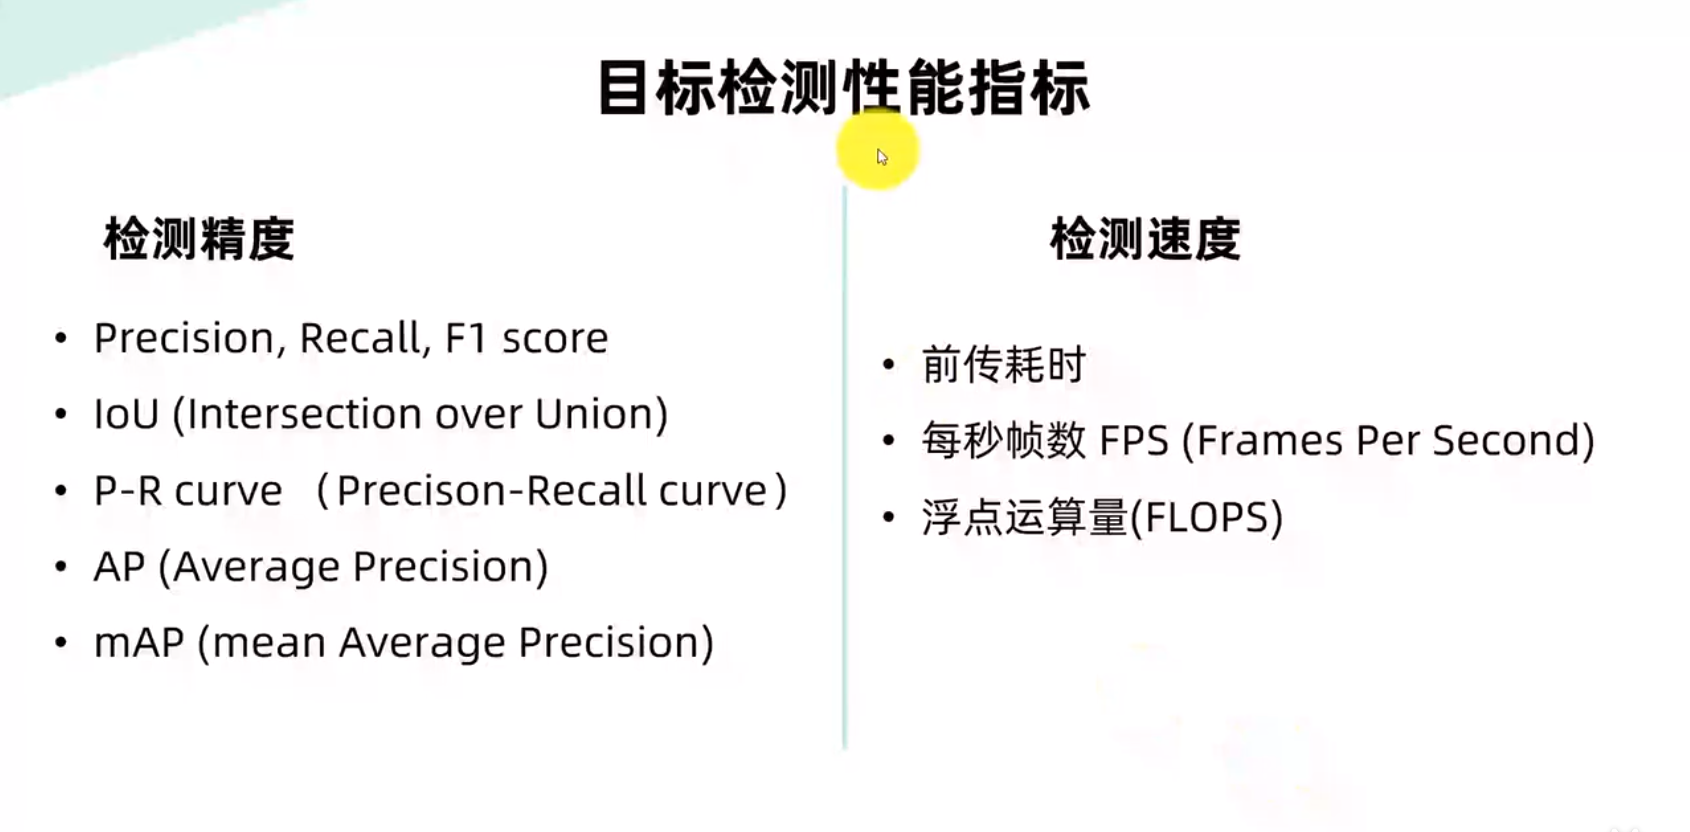 目标检测性能指标
检测精度
• Precision, Recall, F1 score
• IoU (Intersection over Union)
• P-R curve （Precison-Recall curve）
• AP (Average Precision)
• mAP (mean Average Precision)
检测速度
• 前传耗时
• 每秒帧数 FPS (Frames Per Second)
• 浮点运算量(FLOPS)